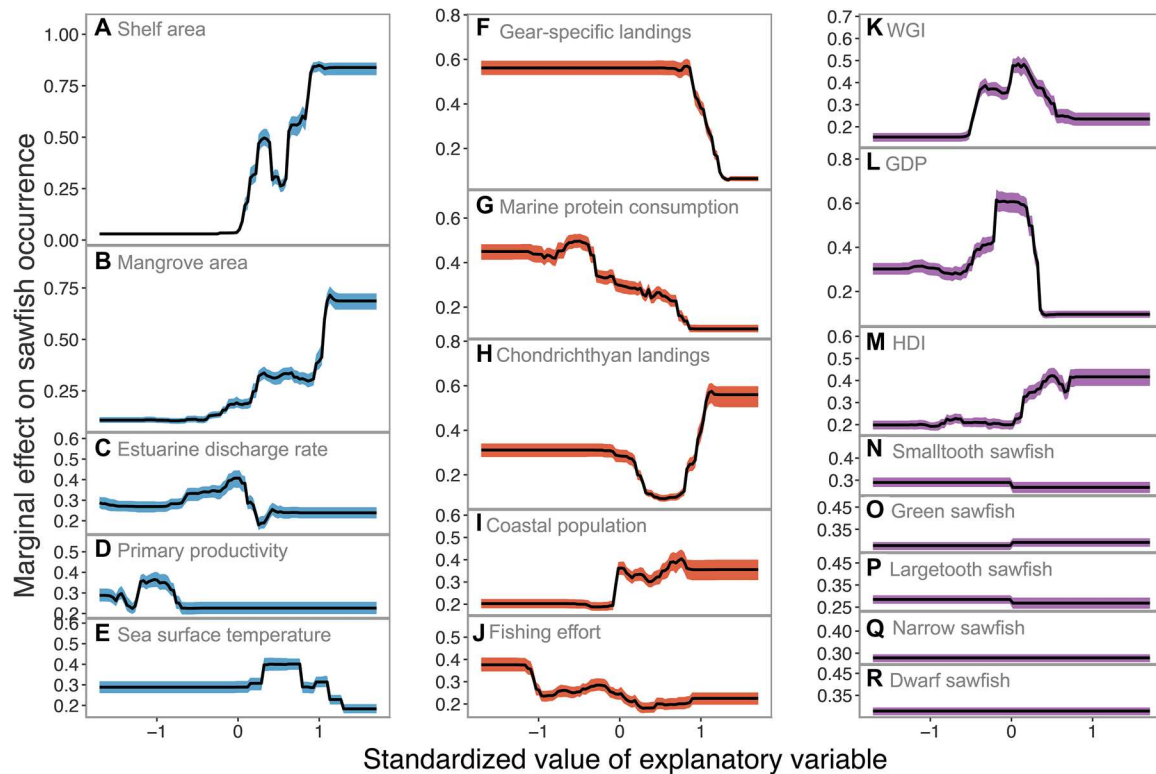 Marginal effect on sawfish occurrence
A Shelf area
1.00
0.75
0.50
0.25
0.00
B Mangrove area
0.75
0.50
0.25
C Estuarine discharge rate
0.6
0.5
0.4
0.3
0.2
D Primary productivity
0.5
0.4
0.3
0.2
E Sea surface temperature
0.6
0.5
0.4
0.3
0.2
−1 0 1
F Gear-specific landings
0.8
0.6
0.4
0.2
G Marine protein consumption
0.6
0.4
0.2
H Chondrichthyan landings
0.8
0.6
0.4
0.2
I Coastal population
0.6
0.5
0.4
0.3
0.2
J Fishing effort
0.5
0.4
0.3
0.2
−1 0 1
K WGI
0.7
0.6
0.5
0.4
0.3
0.2
L GDP
0.8
0.6
0.4
0.2
M HDI
0.6
0.5
0.4
0.3
0.2
N Smalltooth sawfish
0.4
0.3
O Green sawfish
0.45
0.35
P Largetooth sawfish
0.45
0.35
0.25
Q Narrow sawfish
0.40
0.30
R Dwarf sawfish
0.45
0.35
−1 0 1
Standardized value of explanatory variable